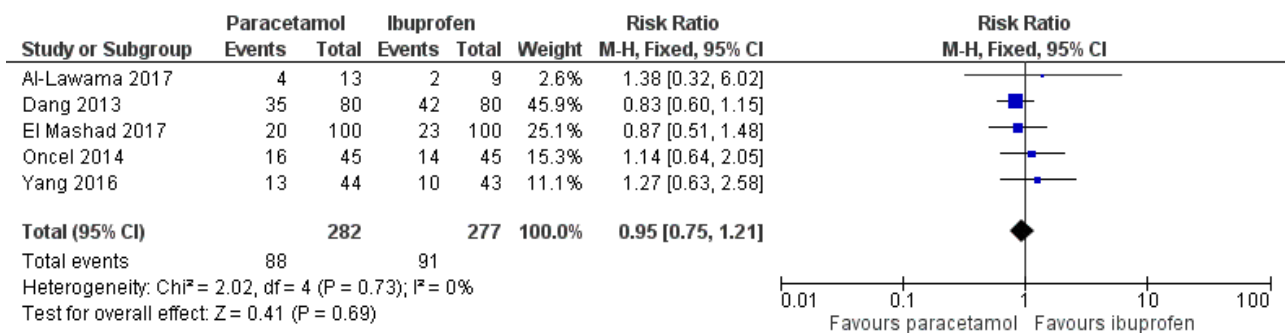 Paracetamol Ibuprofen Risk Ratio Risk Ratio
Study or Subgroup Events Total Events Total Weight M-H, Fixed, 95% CI M-H, Fixed, 95% CI
Al-Lawama 2017 4 13 2 9 2.6% 1.38 [0.32, 6.02]
Dang 2013 35 80 42 80 45.9% 0.83 [0.60, 1.15]
El Mashad 2017 20 100 23 100 25.1% 0.87 [0.51, 1.48]
Oncel 2014 16 45 14 45 15.3% 1.14 [0.64, 2.05]
Yang 2016 13 44 10 43 11.1% 1.27 [0.63, 2.58]
Total (95% CI) 282 277 100.0% 0.95 [0.75, 1.21]
Total events 88 91
Heterogeneity: Chi² = 2.02, df = 4 (P = 0.73); I² = 0%
Test for overall effect: Z = 0.41 (P = 0.69)
0.01 0.1 1 10 100
Favours paracetamol Favours ibuprofen